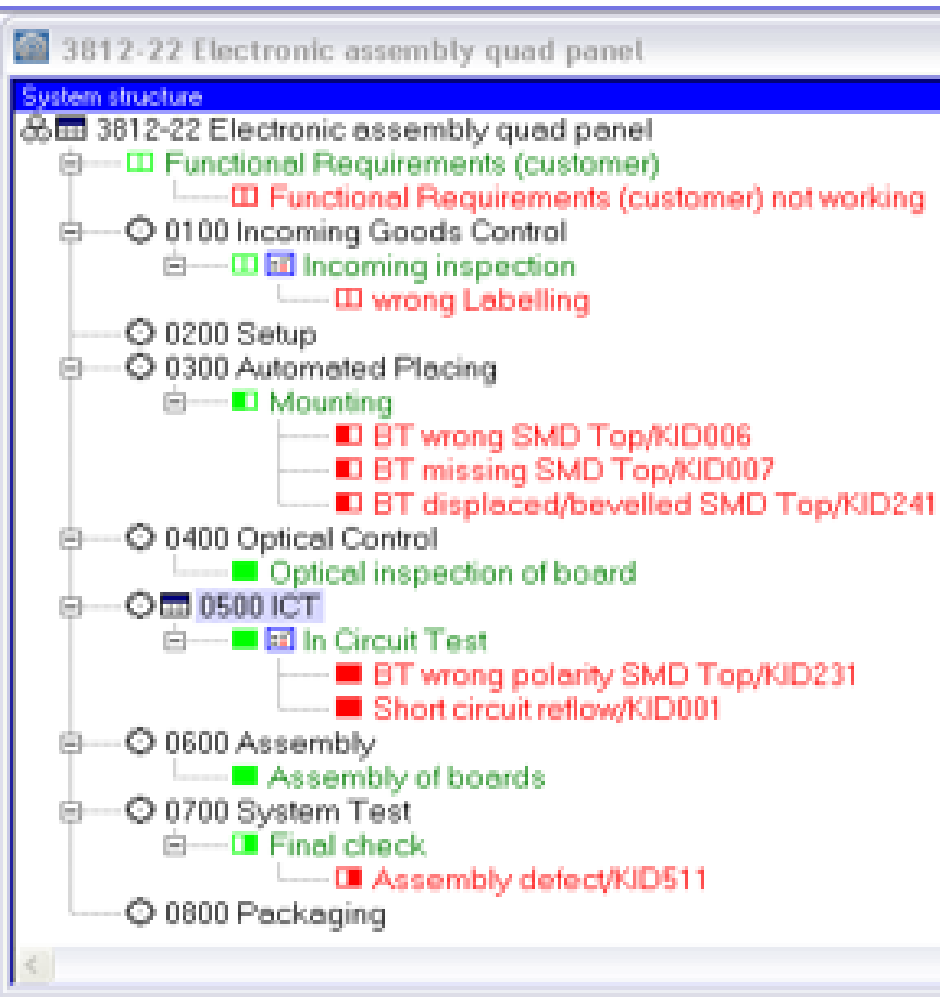 3812-22 Electronic assembly quad panel
System structure
3812-22 Electronic assembly quad panel
Functional Requirements (customer)
Functional Requirements (customer) not working
0100 Incoming Goods Control
Incoming inspection
wrong Labelling
0200 Setup
0300 Automated Placing
Mounting
BT wrong SMD Top/KID006
BT missing SMD Top/KID007
BT displaced/bevelled SMD Top/KID241
0400 Optical Control
Optical inspection of board
0500 ICT
In Circuit Test
BT wrong polarity SMD Top/KID231
Short circuit reflow/KID001
0600 Assembly
Assembly of boards
0700 System Test
Final check
Assembly defect/KID511
0800 Packaging